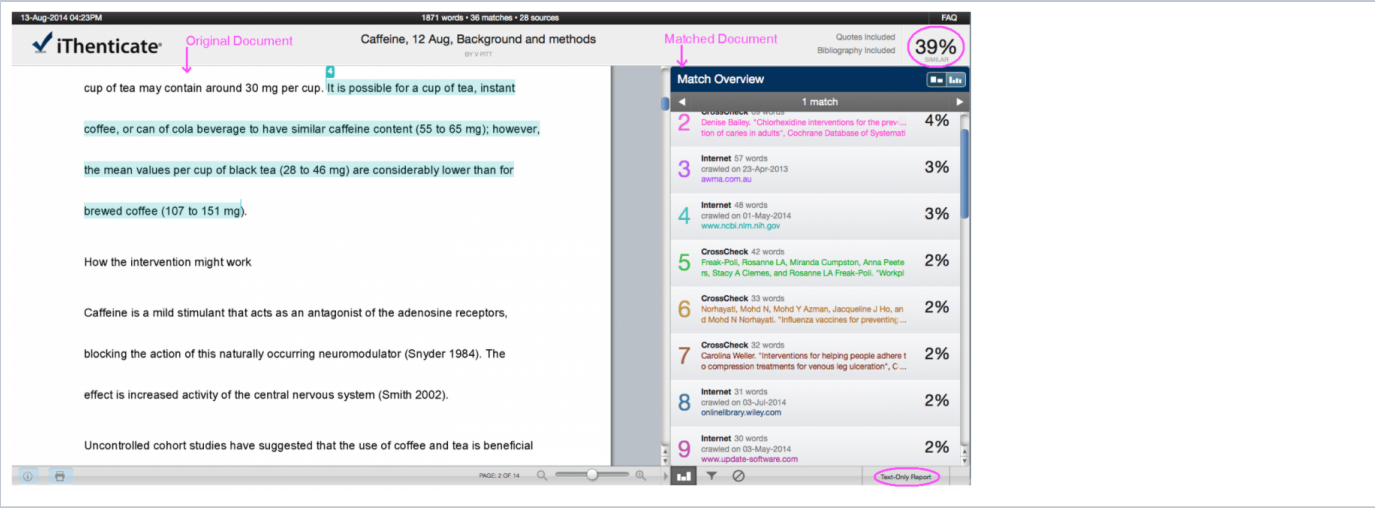 13-Aug-2014 04:23PM
1871 words • 36 matches • 28 sources
FAQ
iThenticate
Original Document
Caffeine, 12 Aug, Background and methods
BY V PITT
Matched Document
Quotes Included
Bibliography Included
39%
SIMILAR
4
cup of tea may contain around 30 mg per cup. It is possible for a cup of tea, instant
coffee, or can of cola beverage to have similar caffeine content (55 to 65 mg); however,
the mean values per cup of black tea (28 to 46 mg) are considerably lower than for
brewed coffee (107 to 151 mg).
How the intervention might work
Caffeine is a mild stimulant that acts as an antagonist of the adenosine receptors,
blocking the action of this naturally occurring neuromodulator (Snyder 1984). The
effect is increased activity of the central nervous system (Smith 2002).
Uncontrolled cohort studies have suggested that the use of coffee and tea is beneficial
Match Overview
1 match
2
CrossCheck words
Denise Bailey. "Chlorhexidine interventions for the prev-...
tion of caries in adults", Cochrane Database of Systemati
4%
3
Internet 57 words
crawled on 23-Apr-2013
awma.com.au
3%
4
Internet 48 words
crawled on 01-May-2014
www.ncbi.nlm.nih.gov
3%
5
CrossCheck 42 words
Freak-Poli, Rosanne LA, Miranda Cumpston, Anna Peete
rs, Stacy A Clemes, and Rosanne LA Freak-Poli. "Workpl
2%
6
CrossCheck 33 words
Norhayati, Mohd N, Mohd Y Azman, Jacqueline J Ho, an
d Mohd N Norhayati. "Influenza vaccines for preventing ...
2%
7
CrossCheck 32 words
Carolina Weller. "Interventions for helping people adhere t
o compression treatments for venous leg ulceration", C ...
2%
8
Internet 31 words
crawled on 03-Jul-2014
onlinelibrary.wiley.com
2%
9
Internet 30 words
crawled on 03-May-2014
www.update-software.com
2%
PAGE: 2 OF 14
Text-Only Report